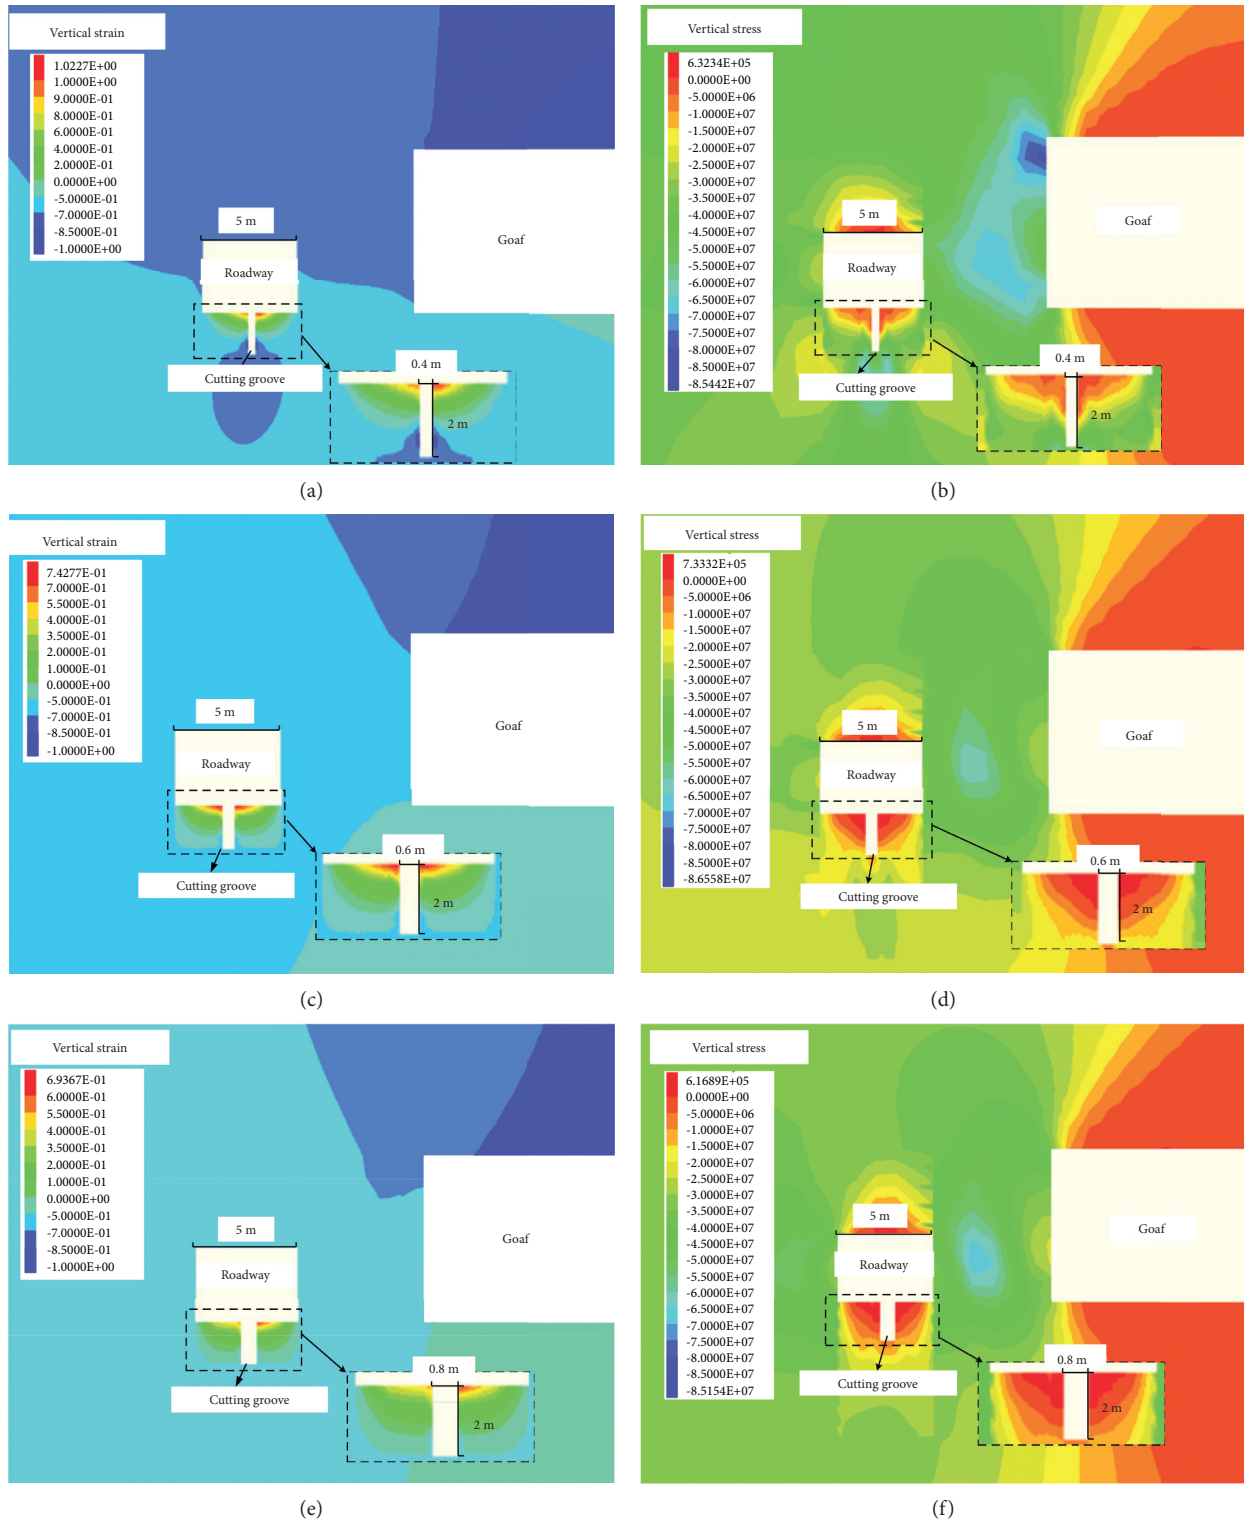 Vertical strain
1.0227E+00
1.0000E+00
9.0000E-01
8.0000E-01
6.0000E-01
4.0000E-01
2.0000E-01
0.0000E+00
-5.0000E-01
-7.0000E-01
-8.5000E-01
-1.0000E+00
5 m
Roadway
Goaf
Cutting groove
0.4 m
2 m
(a)
Vertical stress
6.3234E+05
0.0000E+00
-5.0000E+06
-1.0000E+07
-1.5000E+07
-2.0000E+07
-2.5000E+07
-3.0000E+07
-3.5000E+07
-4.0000E+07
-4.5000E+07
-5.0000E+07
-5.5000E+07
-6.0000E+07
-6.5000E+07
-7.0000E+07
-7.5000E+07
-8.0000E+07
-8.5000E+07
-8.5442E+07
5 m
Roadway
Goaf
Cutting groove
0.4 m
2 m
(b)
Vertical strain
7.4277E-01
7.0000E-01
5.5000E-01
4.0000E-01
3.5000E-01
2.0000E-01
1.0000E-01
0.0000E+00
-5.0000E-01
-7.0000E-01
-8.5000E-01
-1.0000E+00
5 m
Roadway
Goaf
Cutting groove
0.6 m
2 m
(c)
Vertical stress
7.3332E+05
0.0000E+00
-5.0000E+06
-1.0000E+07
-1.5000E+07
-2.0000E+07
-2.5000E+07
-3.0000E+07
-3.5000E+07
-4.0000E+07
-4.5000E+07
-5.0000E+07
-5.5000E+07
-6.0000E+07
-6.5000E+07
-7.0000E+07
-7.5000E+07
-8.0000E+07
-8.5000E+07
-8.6558E+07
5 m
Roadway
Goaf
Cutting groove
0.6 m
2 m
(d)
Vertical strain
6.9367E-01
6.0000E-01
5.5000E-01
4.0000E-01
3.5000E-01
2.0000E-01
1.0000E-01
0.0000E+00
-5.0000E-01
-7.0000E-01
-8.5000E-01
-1.0000E+00
5 m
Roadway
Goaf
Cutting groove
0.8 m
2 m
(e)
Vertical stress
6.1689E+05
0.0000E+00
-5.0000E+06
-1.0000E+07
-1.5000E+07
-2.0000E+07
-2.5000E+07
-3.0000E+07
-3.5000E+07
-4.0000E+07
-4.5000E+07
-5.0000E+07
-5.5000E+07
-6.0000E+07
-6.5000E+07
-7.0000E+07
-7.5000E+07
-8.0000E+07
-8.5000E+07
-8.5154E+07
5 m
Roadway
Goaf
Cutting groove
0.8 m
2 m
(f)